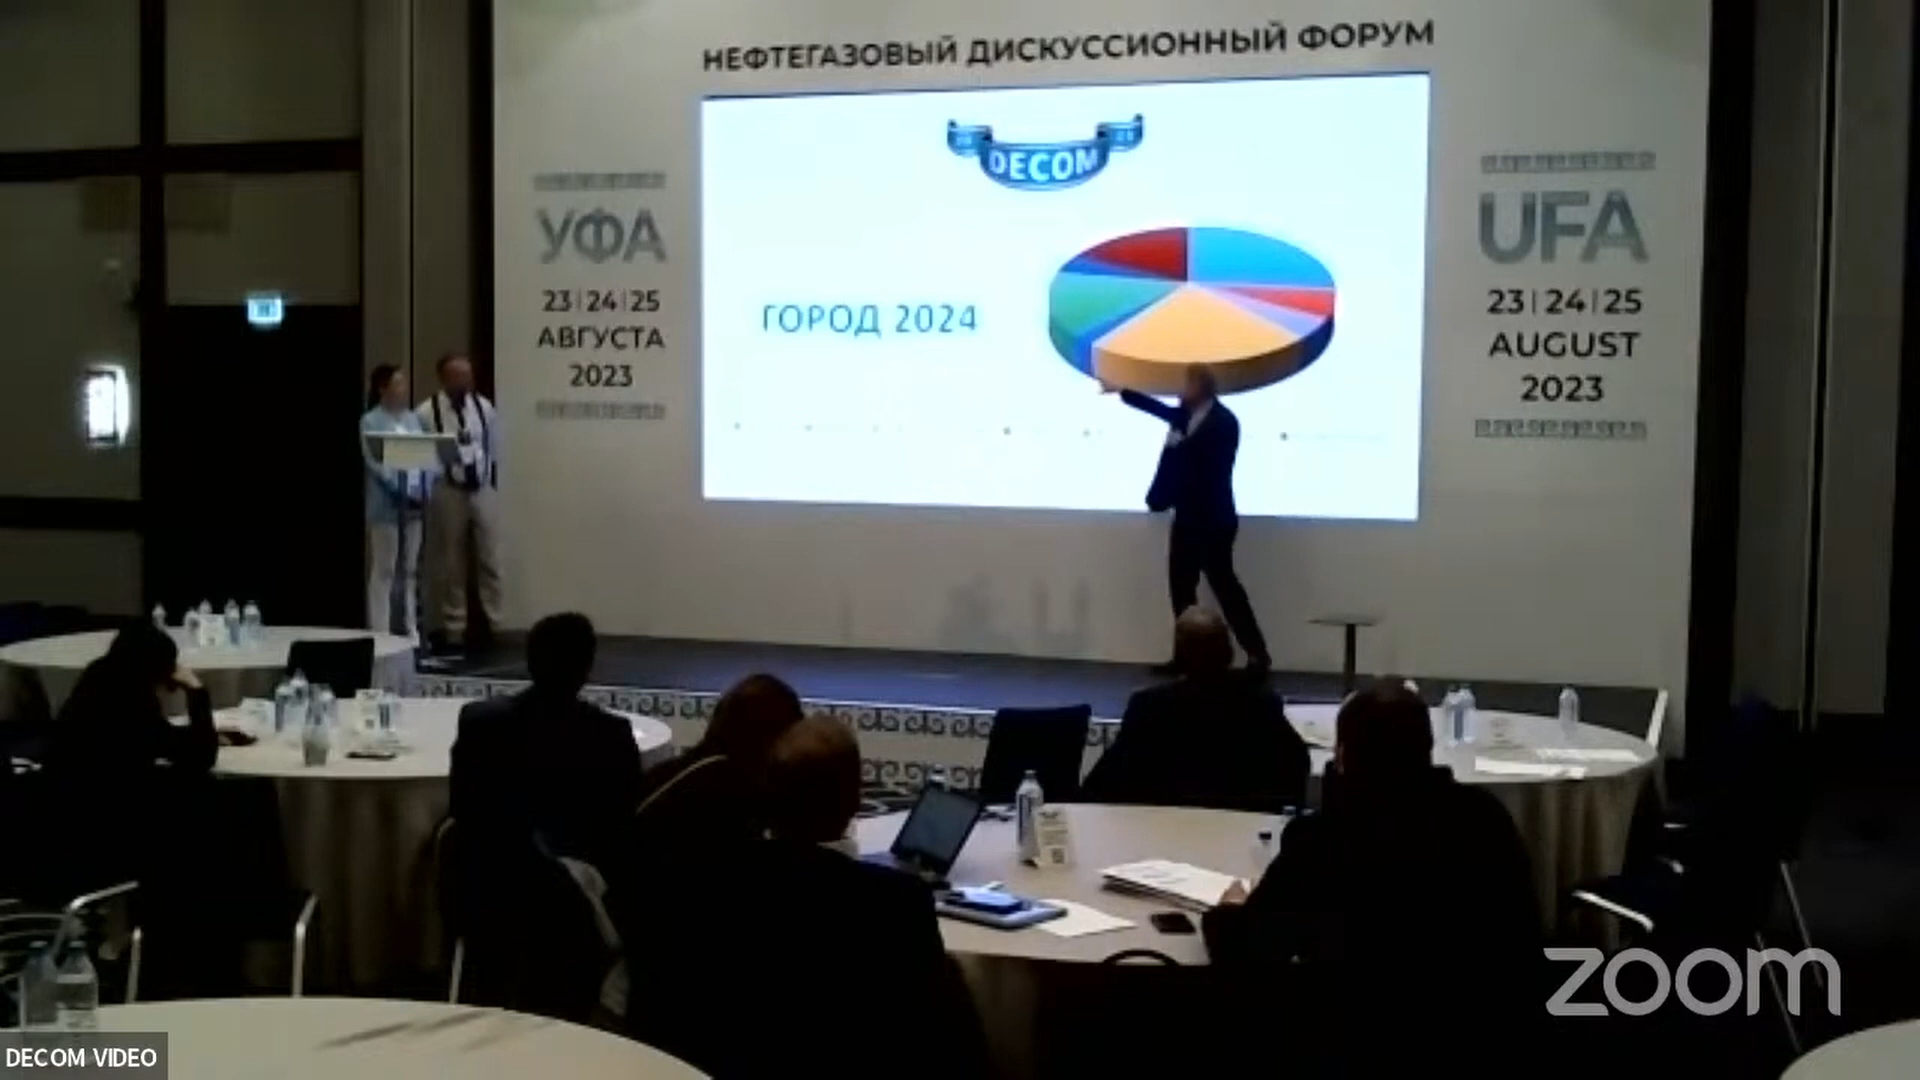 НЕФТЕГАЗОВЫЙ ДИСКУССИОННЫЙ ФОРУМ
DECOM
ГОРОД 2024
УФА
23|24|25
АВГУСТА
2023
UFA
23|24|25
AUGUST
2023
zoom
DECOM VIDEO